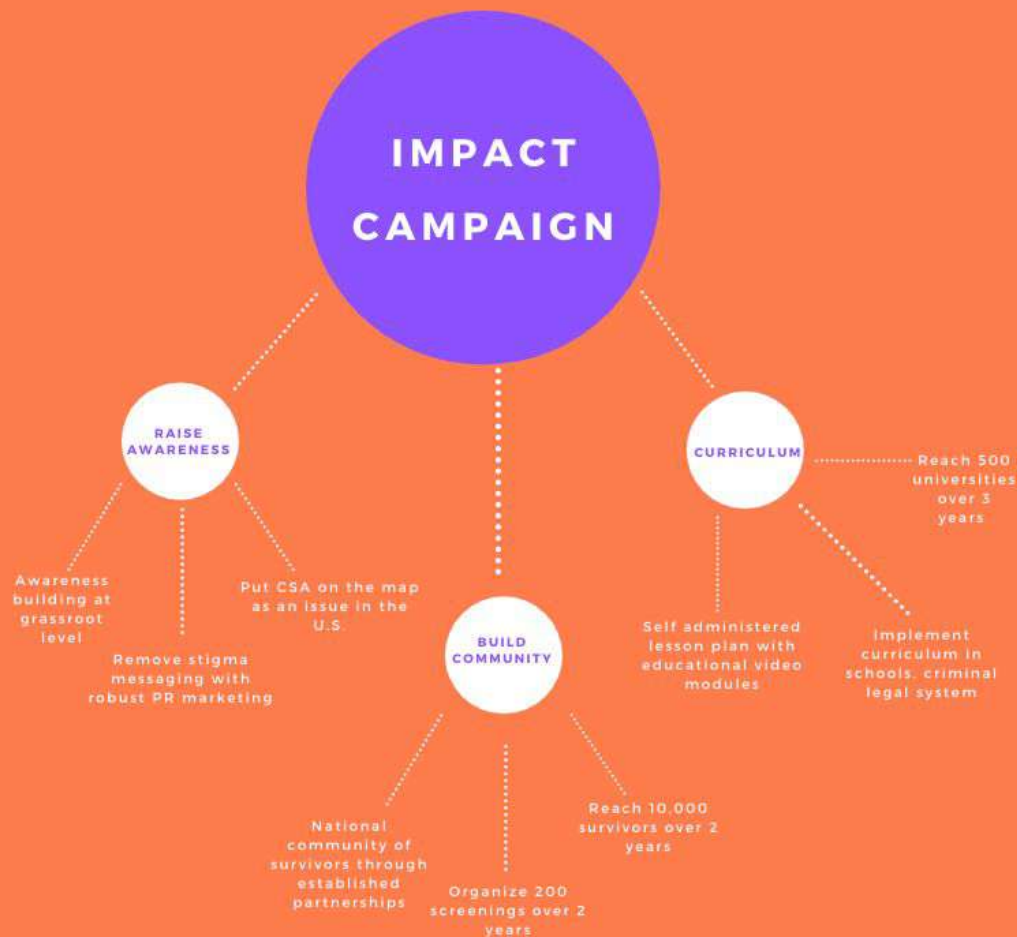 IMPACT
CAMPAIGN
RAISE
AWARENESS
Awareness
building at
grassroot
level
Remove stigma
messaging with
robust PR marketing
Put CSA on the map
as an issue in the
U.S.
BUILD
COMMUNITY
National
community of
survivors through
established
partnerships
Organize 200
screenings over 2
years
Reach 10,000
survivors over 2
years
CURRICULUM
Self administered
lesson plan with
educational video
modules
Implement
curriculum in
schools, criminal
legal system
Reach 500
universities
over 3
years